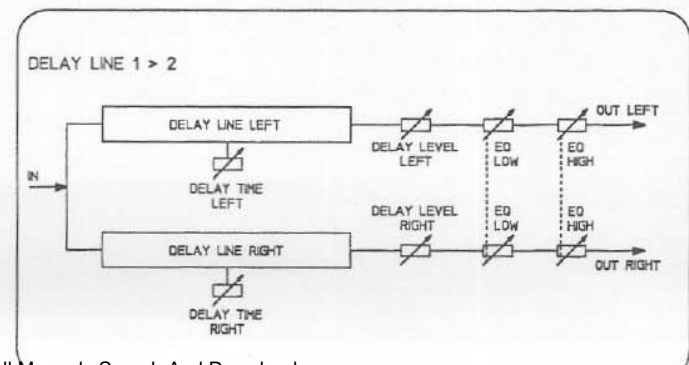 DELAY LINE 1 > 2
OUT LEFT
DELAY LINE LEFT
DELAY LEVEL
LEFT
EQ
LOW
EQ
HIGH
IN
DELAY TIME
LEFT
DELAY LEVEL
RIGHT
EQ
LOW
EQ
HIGH
DELAY LINE RIGHT
OUT RIGHT
DELAY TIME
RIGHT